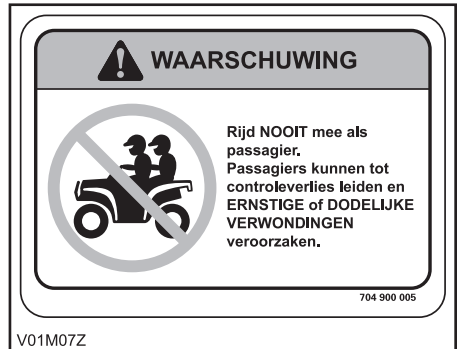 WAARSCHUWING
Rijd NOOIT mee als
passagier.
Passagiers kunnen tot
controleverlies leiden en
ERNSTIGE of DODELIJKE
VERWONDINGEN
veroorzaken.
704 900 005
V01M07Z